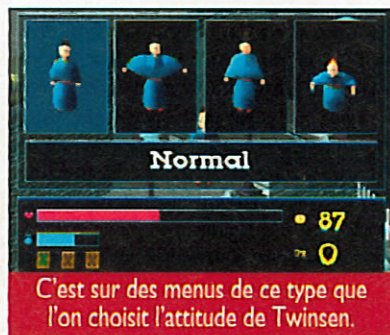 Normal
87
0
C'est sur des menus de ce type que
l'on choisit l'attitude de Twinsen.